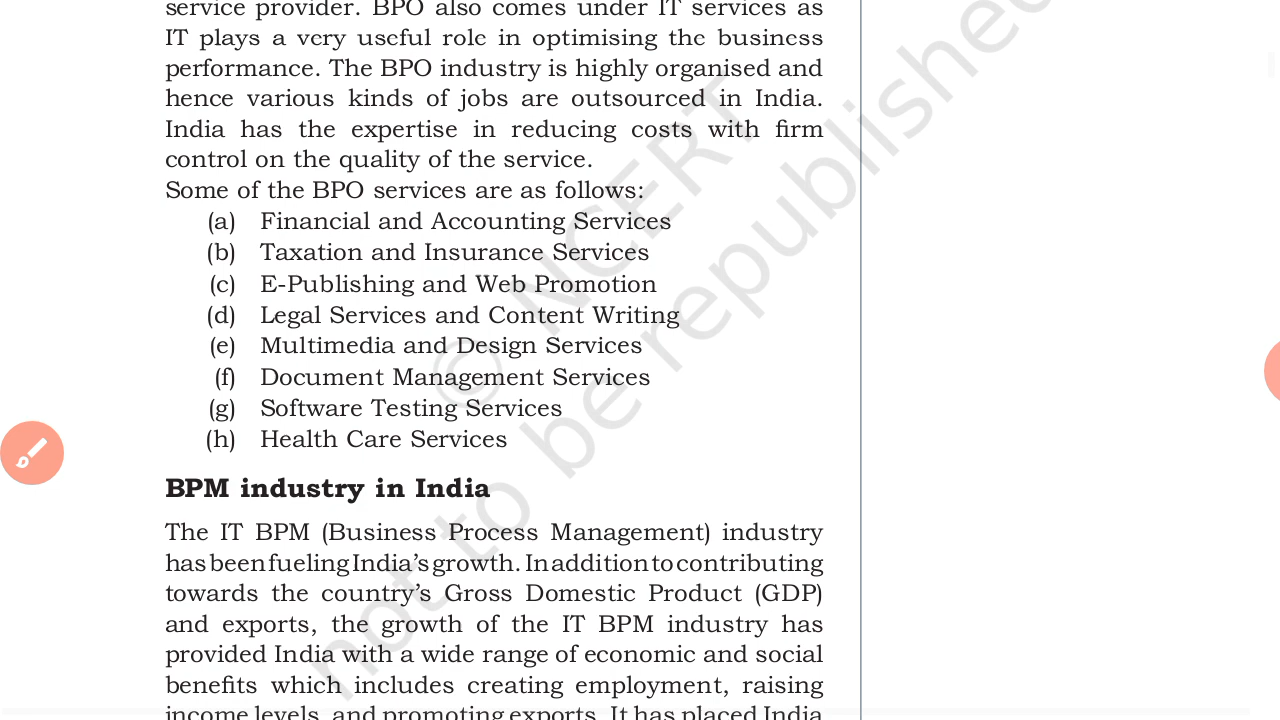 service provider. BPO also comes under IT services as
IT plays a very useful role in optimising the business
performance. The BPO industry is highly organised and
hence various kinds of jobs are outsourced in India.
India has the expertise in reducing costs with firm
control on the quality of the service.
Some of the BPO services are as follows:
(a) Financial and Accounting Services
(b) Taxation and Insurance Services
(c) E-Publishing and Web Promotion
(d) Legal Services and Content Writing
(e) Multimedia and Design Services
(f) Document Management Services
(g) Software Testing Services
(h) Health Care Services
BPM industry in India
The IT BPM (Business Process Management) industry
has been fueling India’s growth. In addition to contributing
towards the country’s Gross Domestic Product (GDP)
and exports, the growth of the IT BPM industry has
provided India with a wide range of economic and social
benefits which includes creating employment, raising
income levels, and promoting exports. It has placed India
© NCERT
not to be republished